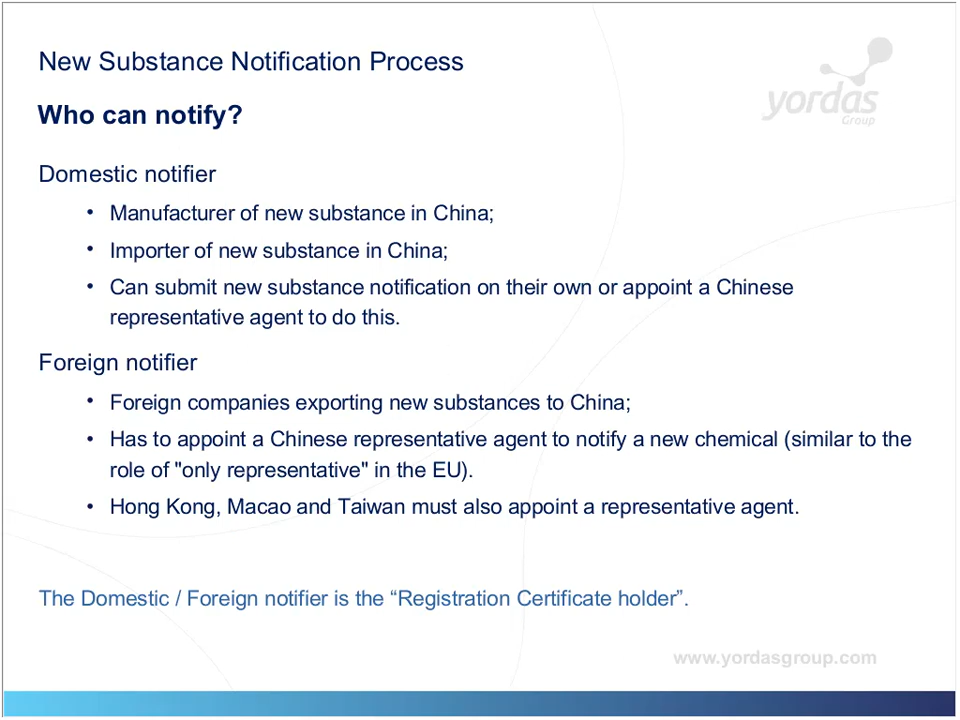 New Substance Notification Process
yordas
Group
Who can notify?
Domestic notifier
• Manufacturer of new substance in China;
• Importer of new substance in China;
• Can submit new substance notification on their own or appoint a Chinese
representative agent to do this.
Foreign notifier
• Foreign companies exporting new substances to China;
• Has to appoint a Chinese representative agent to notify a new chemical (similar to the
role of "only representative" in the EU).
• Hong Kong, Macao and Taiwan must also appoint a representative agent.
The Domestic / Foreign notifier is the “Registration Certificate holder”.
www.yordasgroup.com